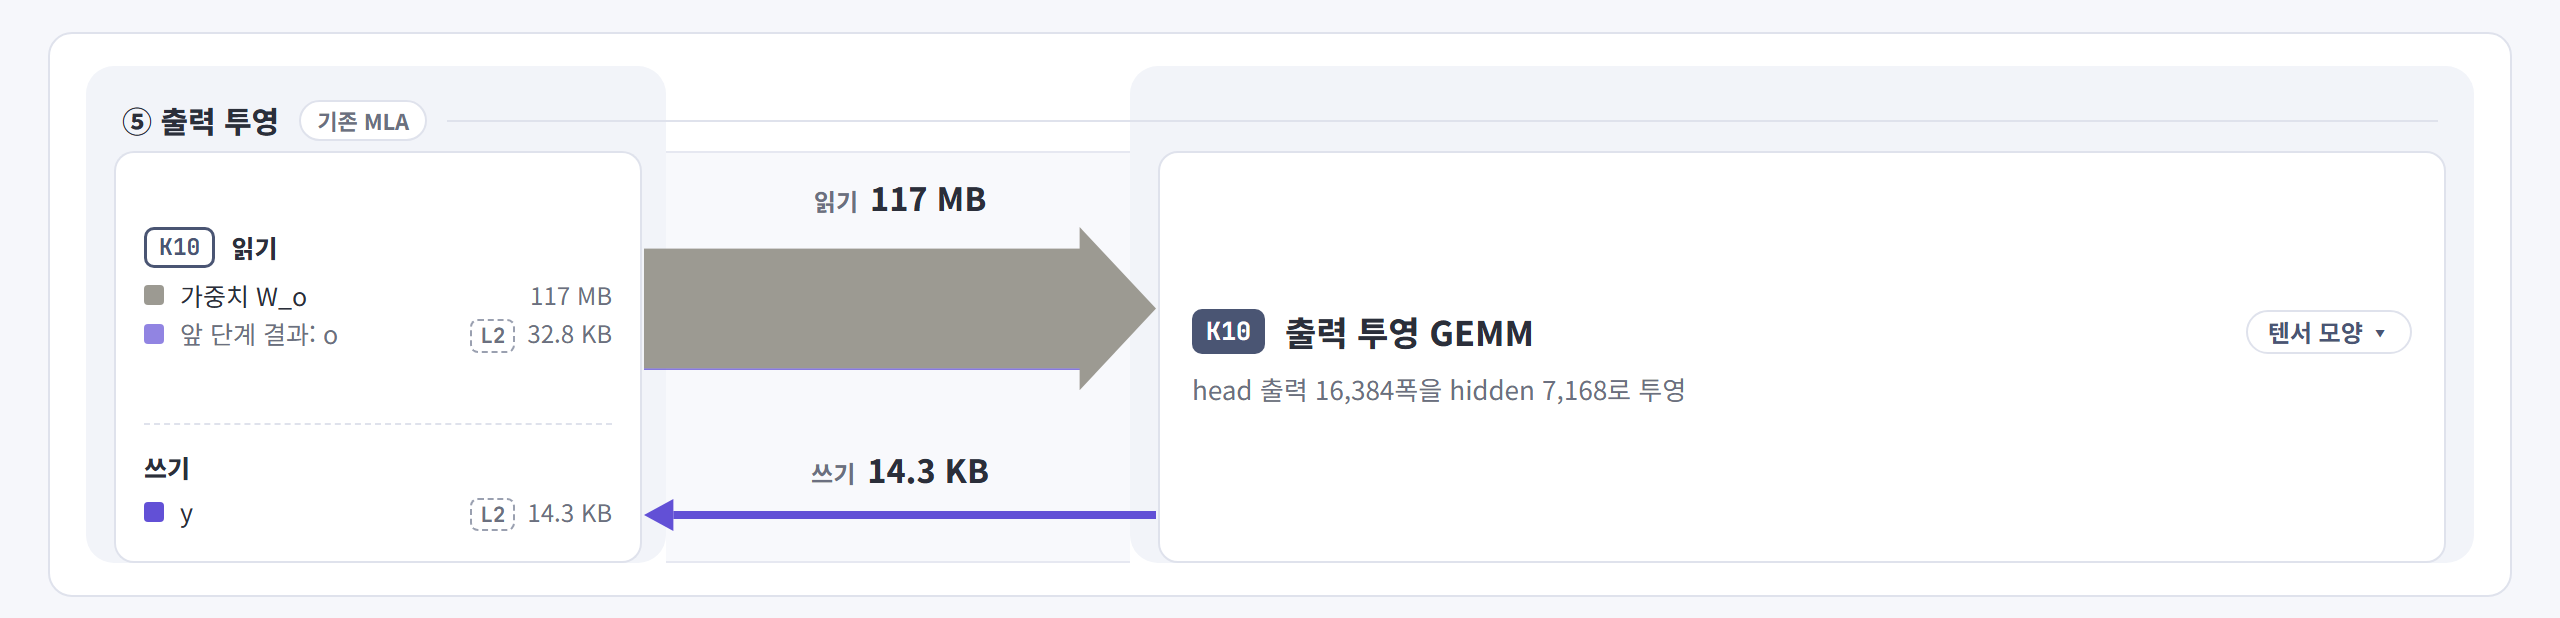 ⑤ 출력 투영 기존 MLA
K10 읽기
가중치 W_o 117 MB
앞 단계 결과: o L2 32.8 KB
쓰기
y L2 14.3 KB
읽기 117 MB
쓰기 14.3 KB
K10 출력 투영 GEMM
텐서 모양 ▼
head 출력 16,384폭을 hidden 7,168로 투영